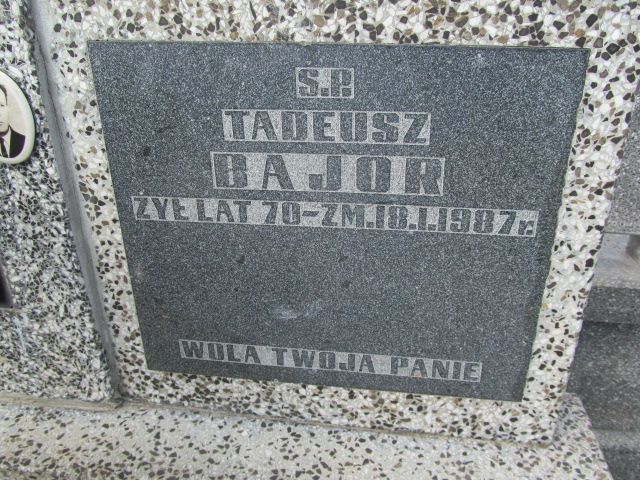 S.P.
TADEUSZ
BAJOR
ŻYŁ LAT 70-ZM.18.I.1987r.
WOLA TWOJA PANIE